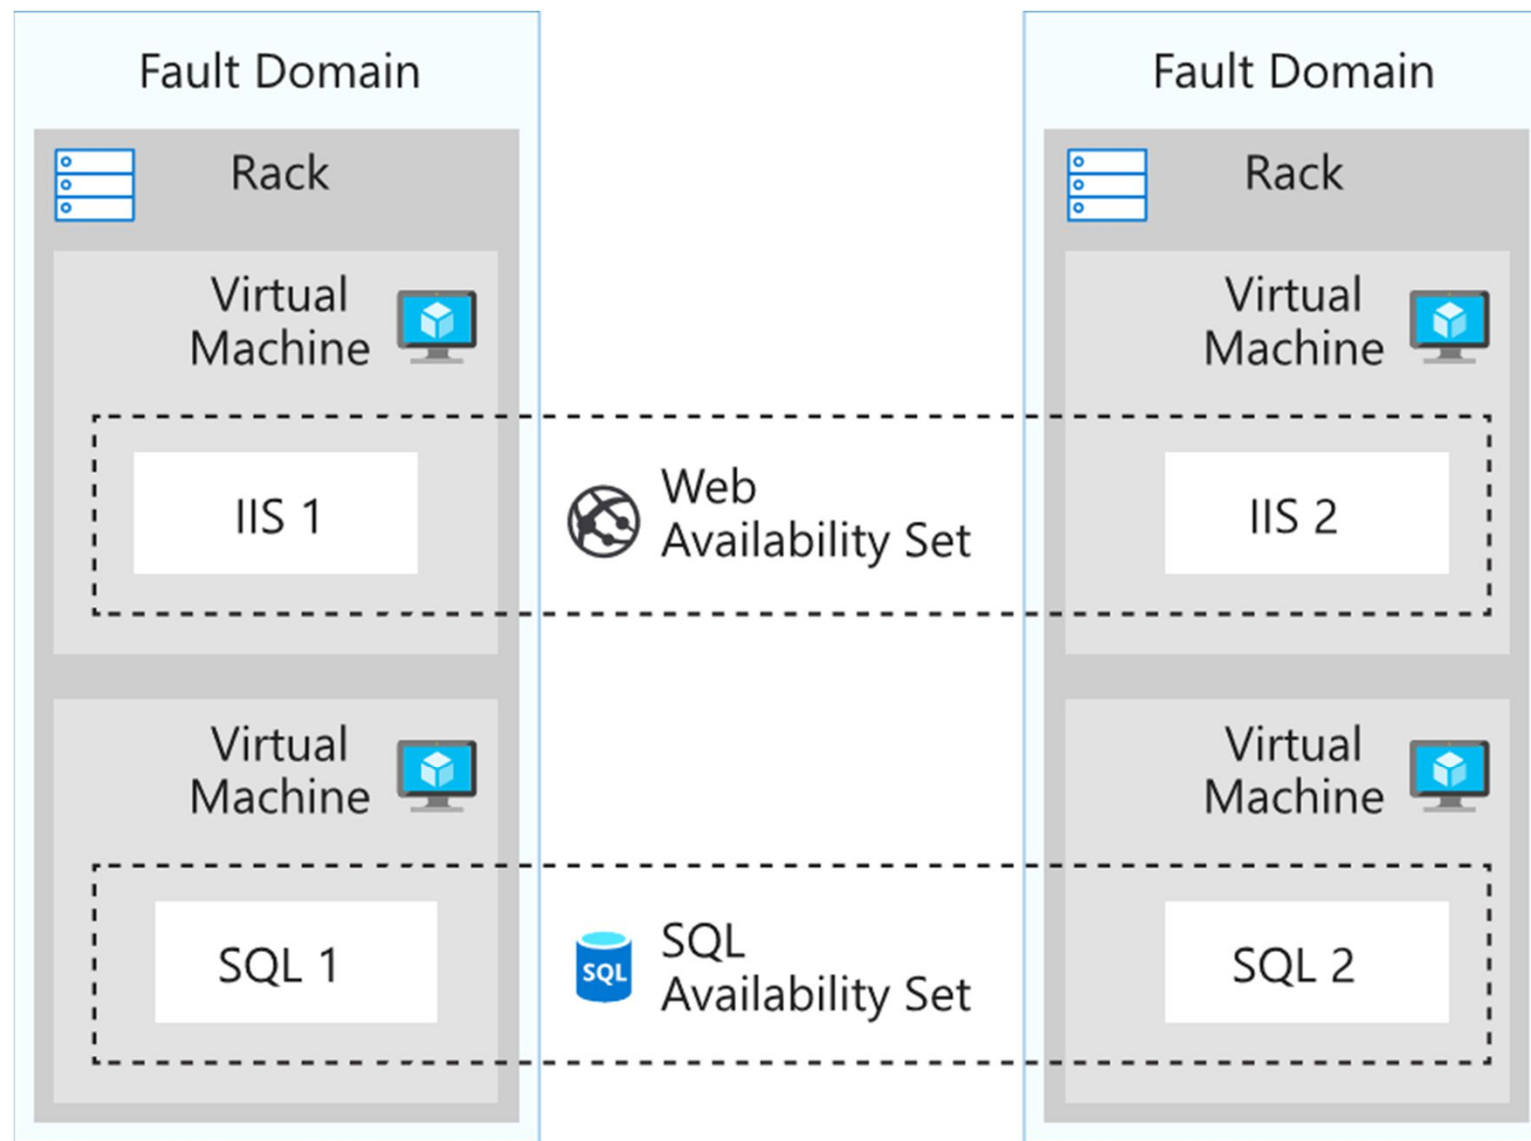 Fault Domain
Rack
Virtual
Machine
IIS 1
Virtual
Machine
SQL 1
Web
Availability Set
SQL
SQL
Availability Set
Fault Domain
Rack
Virtual
Machine
IIS 2
Virtual
Machine
SQL 2